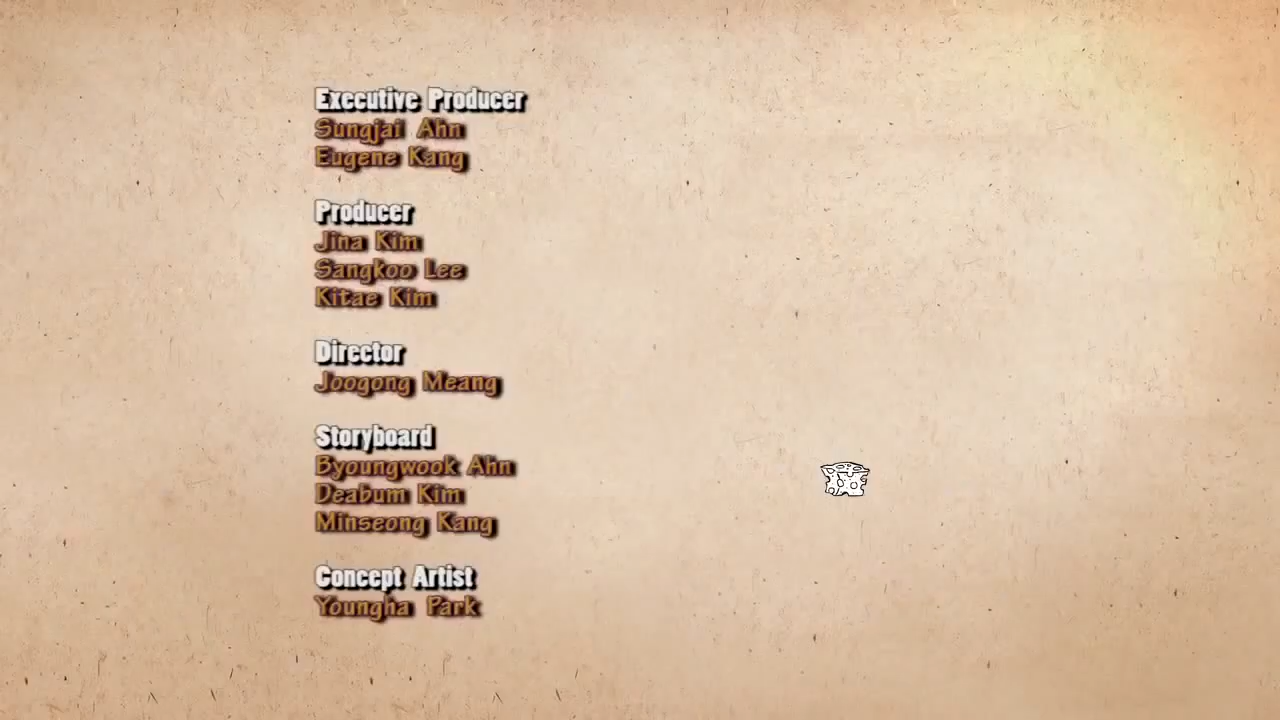 Executive Producer
Sungjai Ahn
Eugene Kang
Producer
Jina Kim
Sangkoo Lee
Kitae Kim
Director
Joogong Meang
Storyboard
Byoungwook Ahn
Deabum Kim
Minseong Kang
Concept Artist
Youngha Park